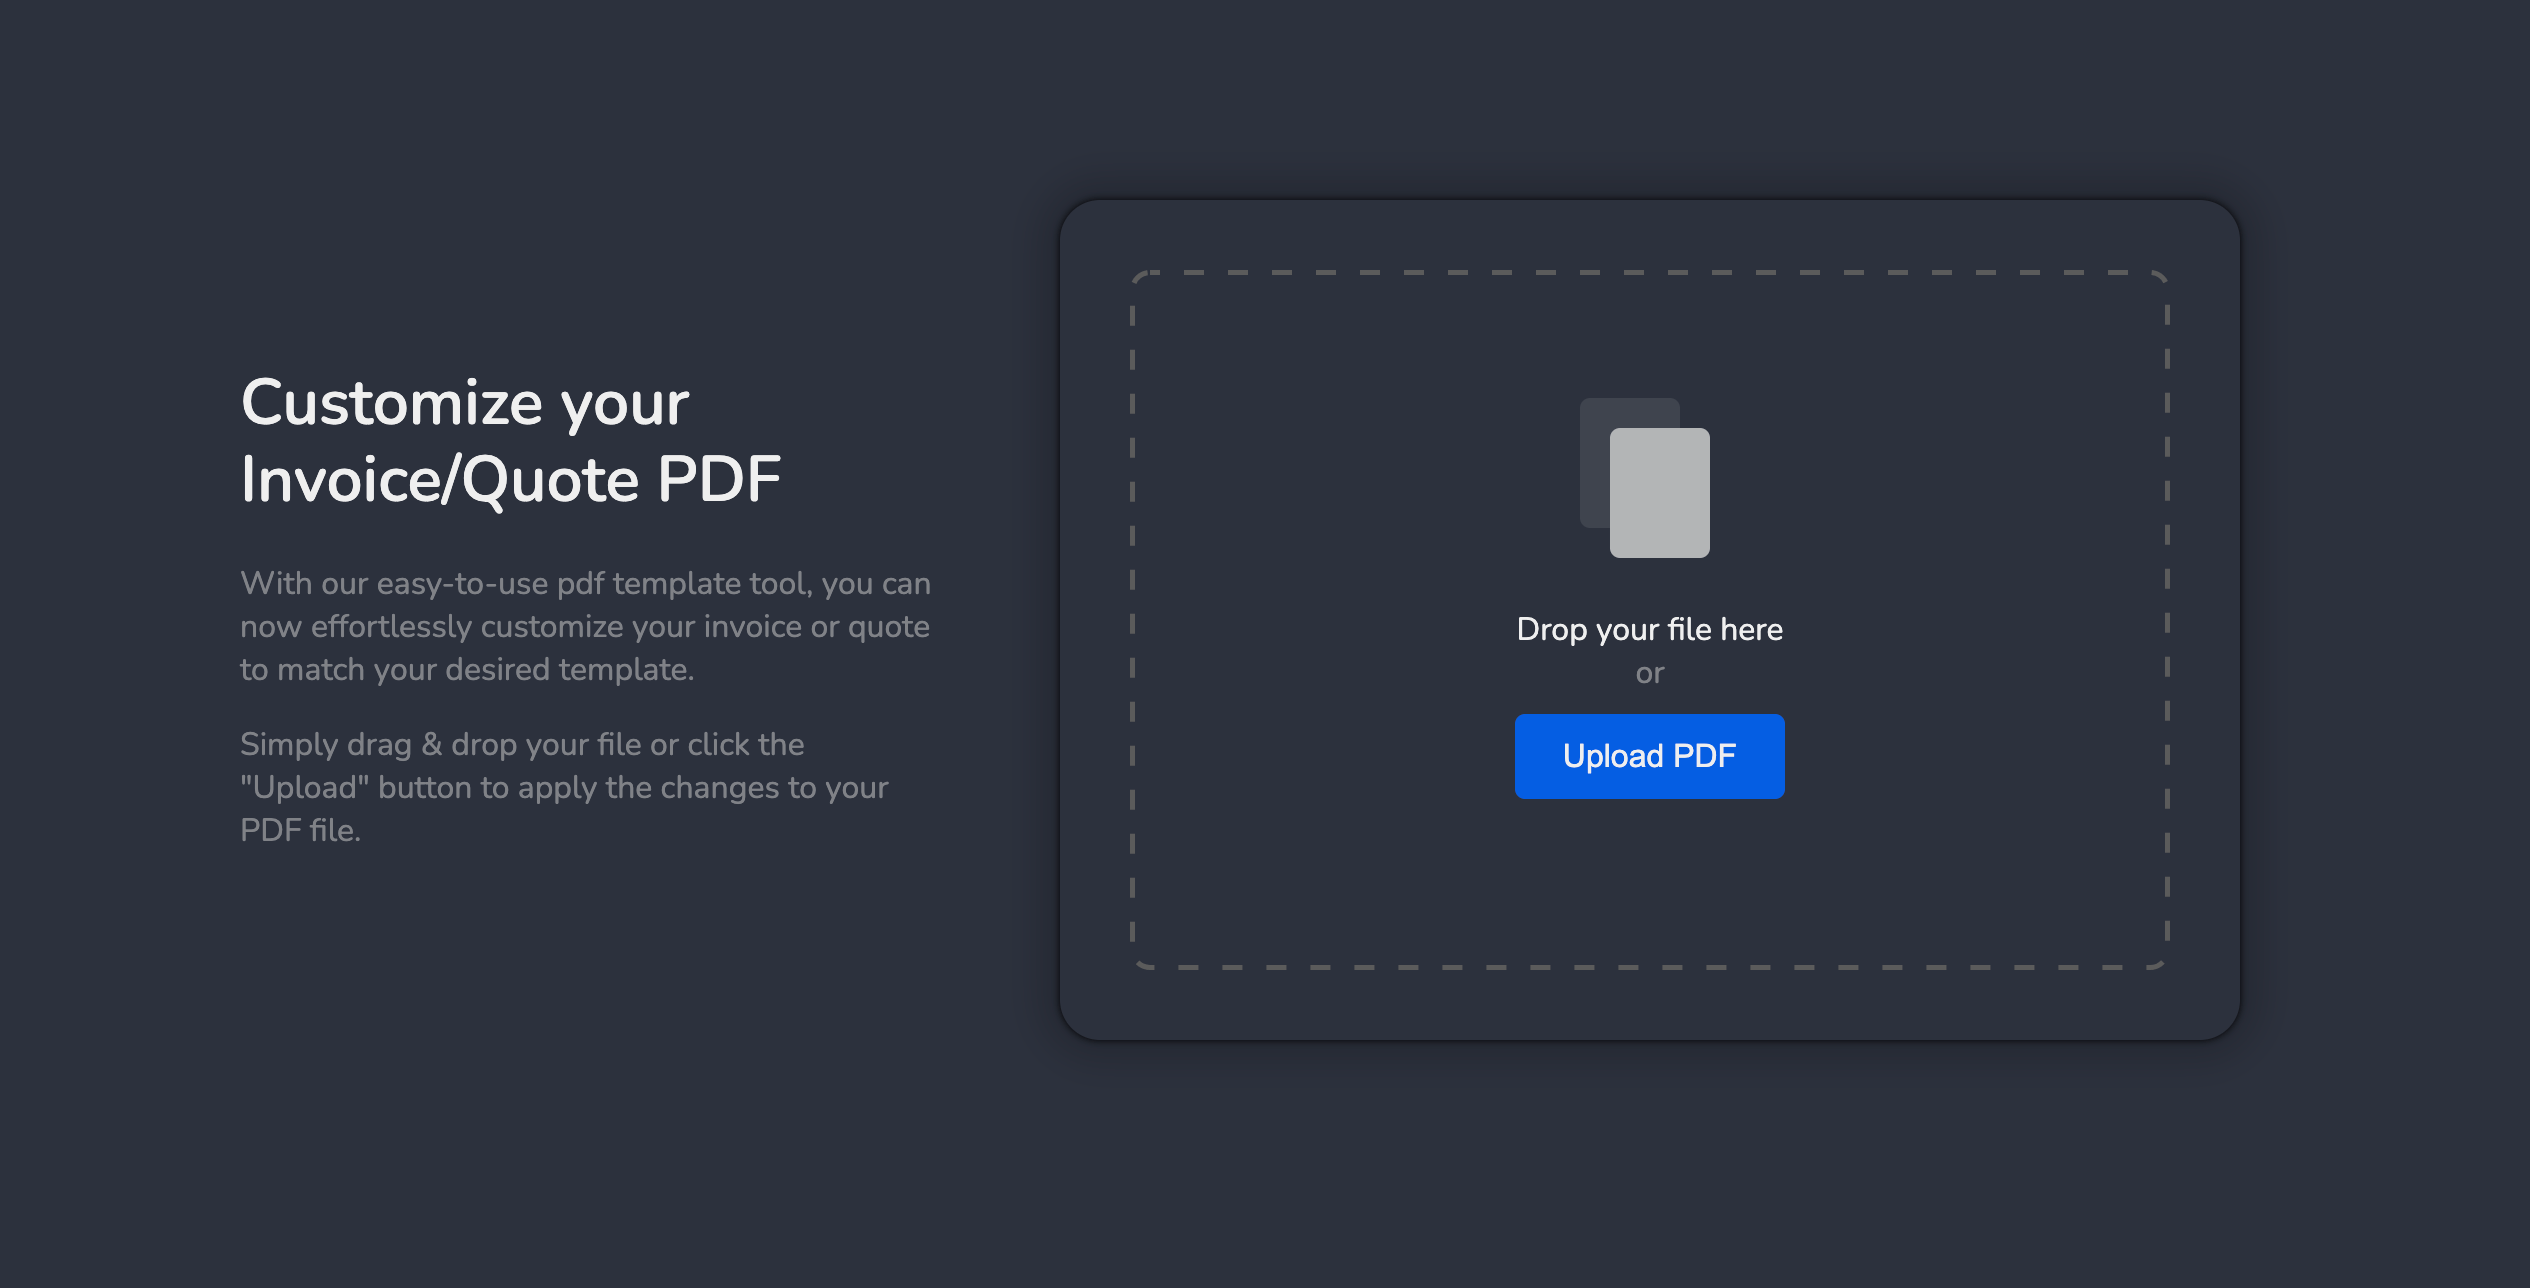 Customize your
Invoice/Quote PDF
With our easy-to-use pdf template tool, you can
now effortlessly customize your invoice or quote
to match your desired template.
Simply drag & drop your file or click the
"Upload" button to apply the changes to your
PDF file.
Drop your file here
or
Upload PDF